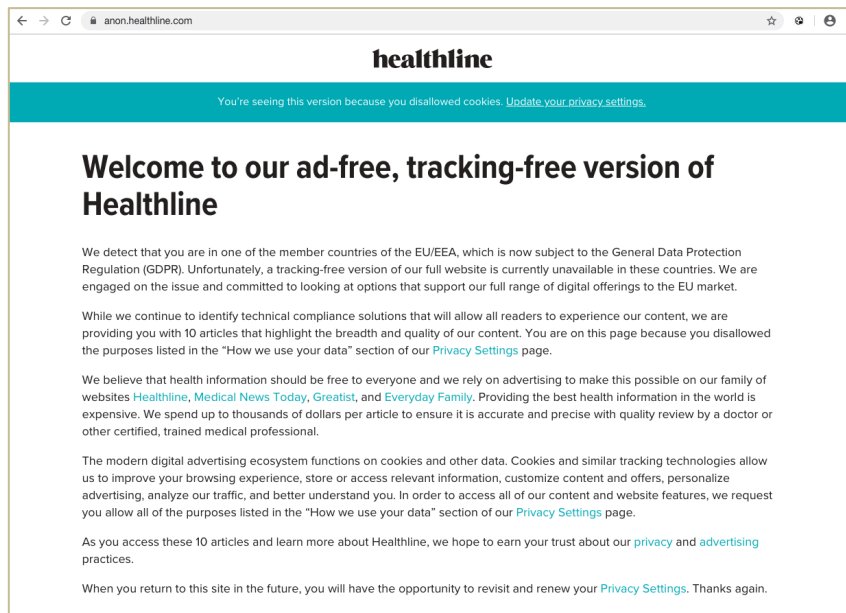 anon.healthline.com
healthline
You're seeing this version because you disallowed cookies. Update your privacy settings.
Welcome to our ad-free, tracking-free version of
Healthline
We detect that you are in one of the member countries of the EU/EEA, which is now subject to the General Data Protection
Regulation (GDPR). Unfortunately, a tracking-free version of our full website is currently unavailable in these countries. We are
engaged on the issue and committed to looking at options that support our full range of digital offerings to the EU market.
While we continue to identify technical compliance solutions that will allow all readers to experience our content, we are
providing you with 10 articles that highlight the breadth and quality of our content. You are on this page because you disallowed
the purposes listed in the “How we use your data” section of our Privacy Settings page.
We believe that health information should be free to everyone and we rely on advertising to make this possible on our family of
websites Healthline, Medical News Today, Greatist, and Everyday Family. Providing the best health information in the world is
expensive. We spend up to thousands of dollars per article to ensure it is accurate and precise with quality review by a doctor or
other certified, trained medical professional.
The modern digital advertising ecosystem functions on cookies and other data. Cookies and similar tracking technologies allow
us to improve your browsing experience, store or access relevant information, customize content and offers, personalize
advertising, analyze our traffic, and better understand you. In order to access all of our content and website features, we request
you allow all of the purposes listed in the “How we use your data” section of our Privacy Settings page.
As you access these 10 articles and learn more about Healthline, we hope to earn your trust about our privacy and advertising
practices.
When you return to this site in the future, you will have the opportunity to revisit and renew your Privacy Settings. Thanks again.